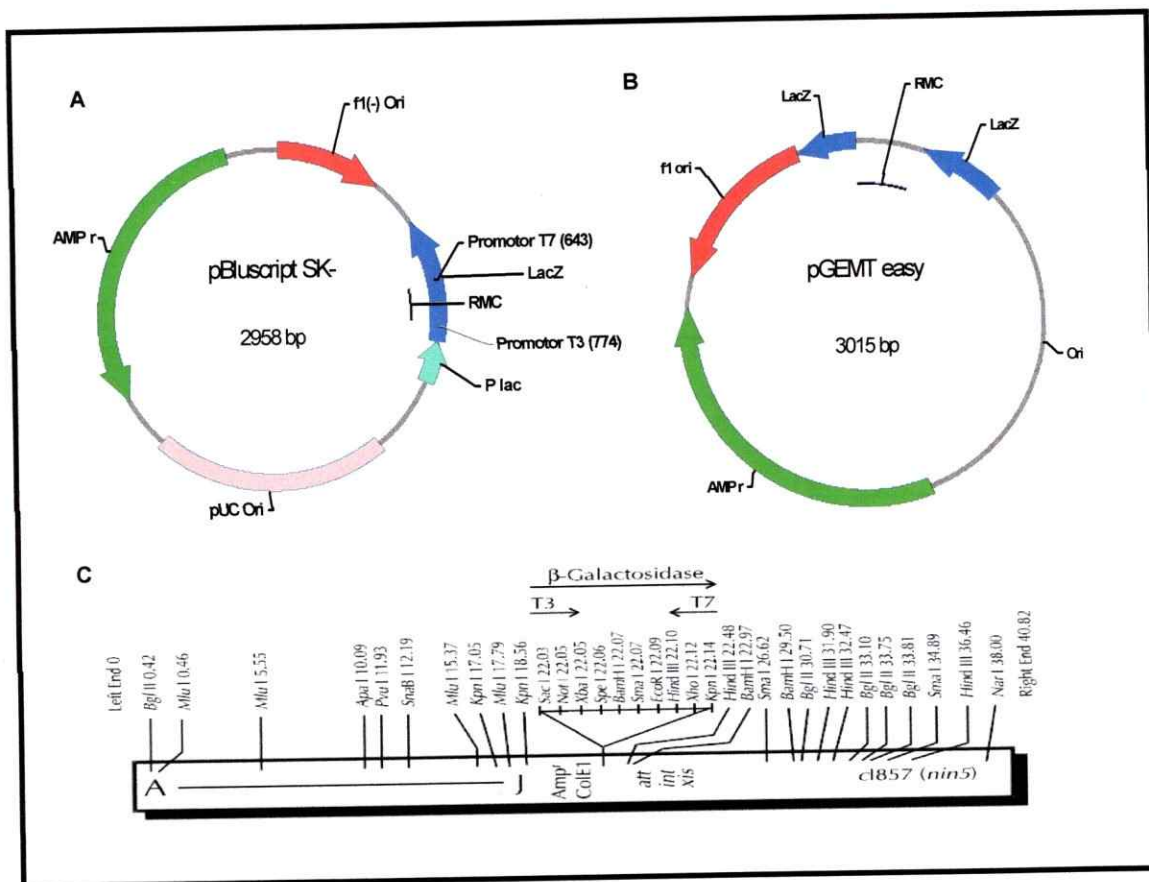 A
f1(-) Ori
AMP r
pBluscript SK-
2958 bp
Promotor T7 (643)
LacZ
RMC
Promotor T3 (774)
P lac
pUC Ori
B
RMC
LacZ
LacZ
f1 ori
pGEMT easy
3015 bp
Ori
AMP r
C
β-Galactosidase
T3
T7
Left End 0
Bgl II 0.42
Mlu I 0.46
Mlu I 5.55
Apa I 10.09
Pvu I 11.93
SnaB I 12.19
Mlu I 15.37
Kpn I 17.05
Mlu I 17.79
Kpn I 18.56
Sac I 22.03
Not I 22.05
Xba I 22.05
Spe I 22.06
BamH I 22.07
Sma I 22.07
EcoR I 22.09
Hind III 22.10
Xho I 22.12
Kpn I 22.14
Hind III 22.48
BamH I 22.97
Sma I 26.62
BamH I 29.50
Bgl II 30.71
Hind III 31.90
Hind III 32.47
Bgl II 33.10
Bgl II 33.75
Bgl II 33.81
Sma I 34.89
Hind III 36.46
Nar I 38.00
Right End 40.82
A
J
Ampr
ColE1
att
int
xis
cI857 (nin5)